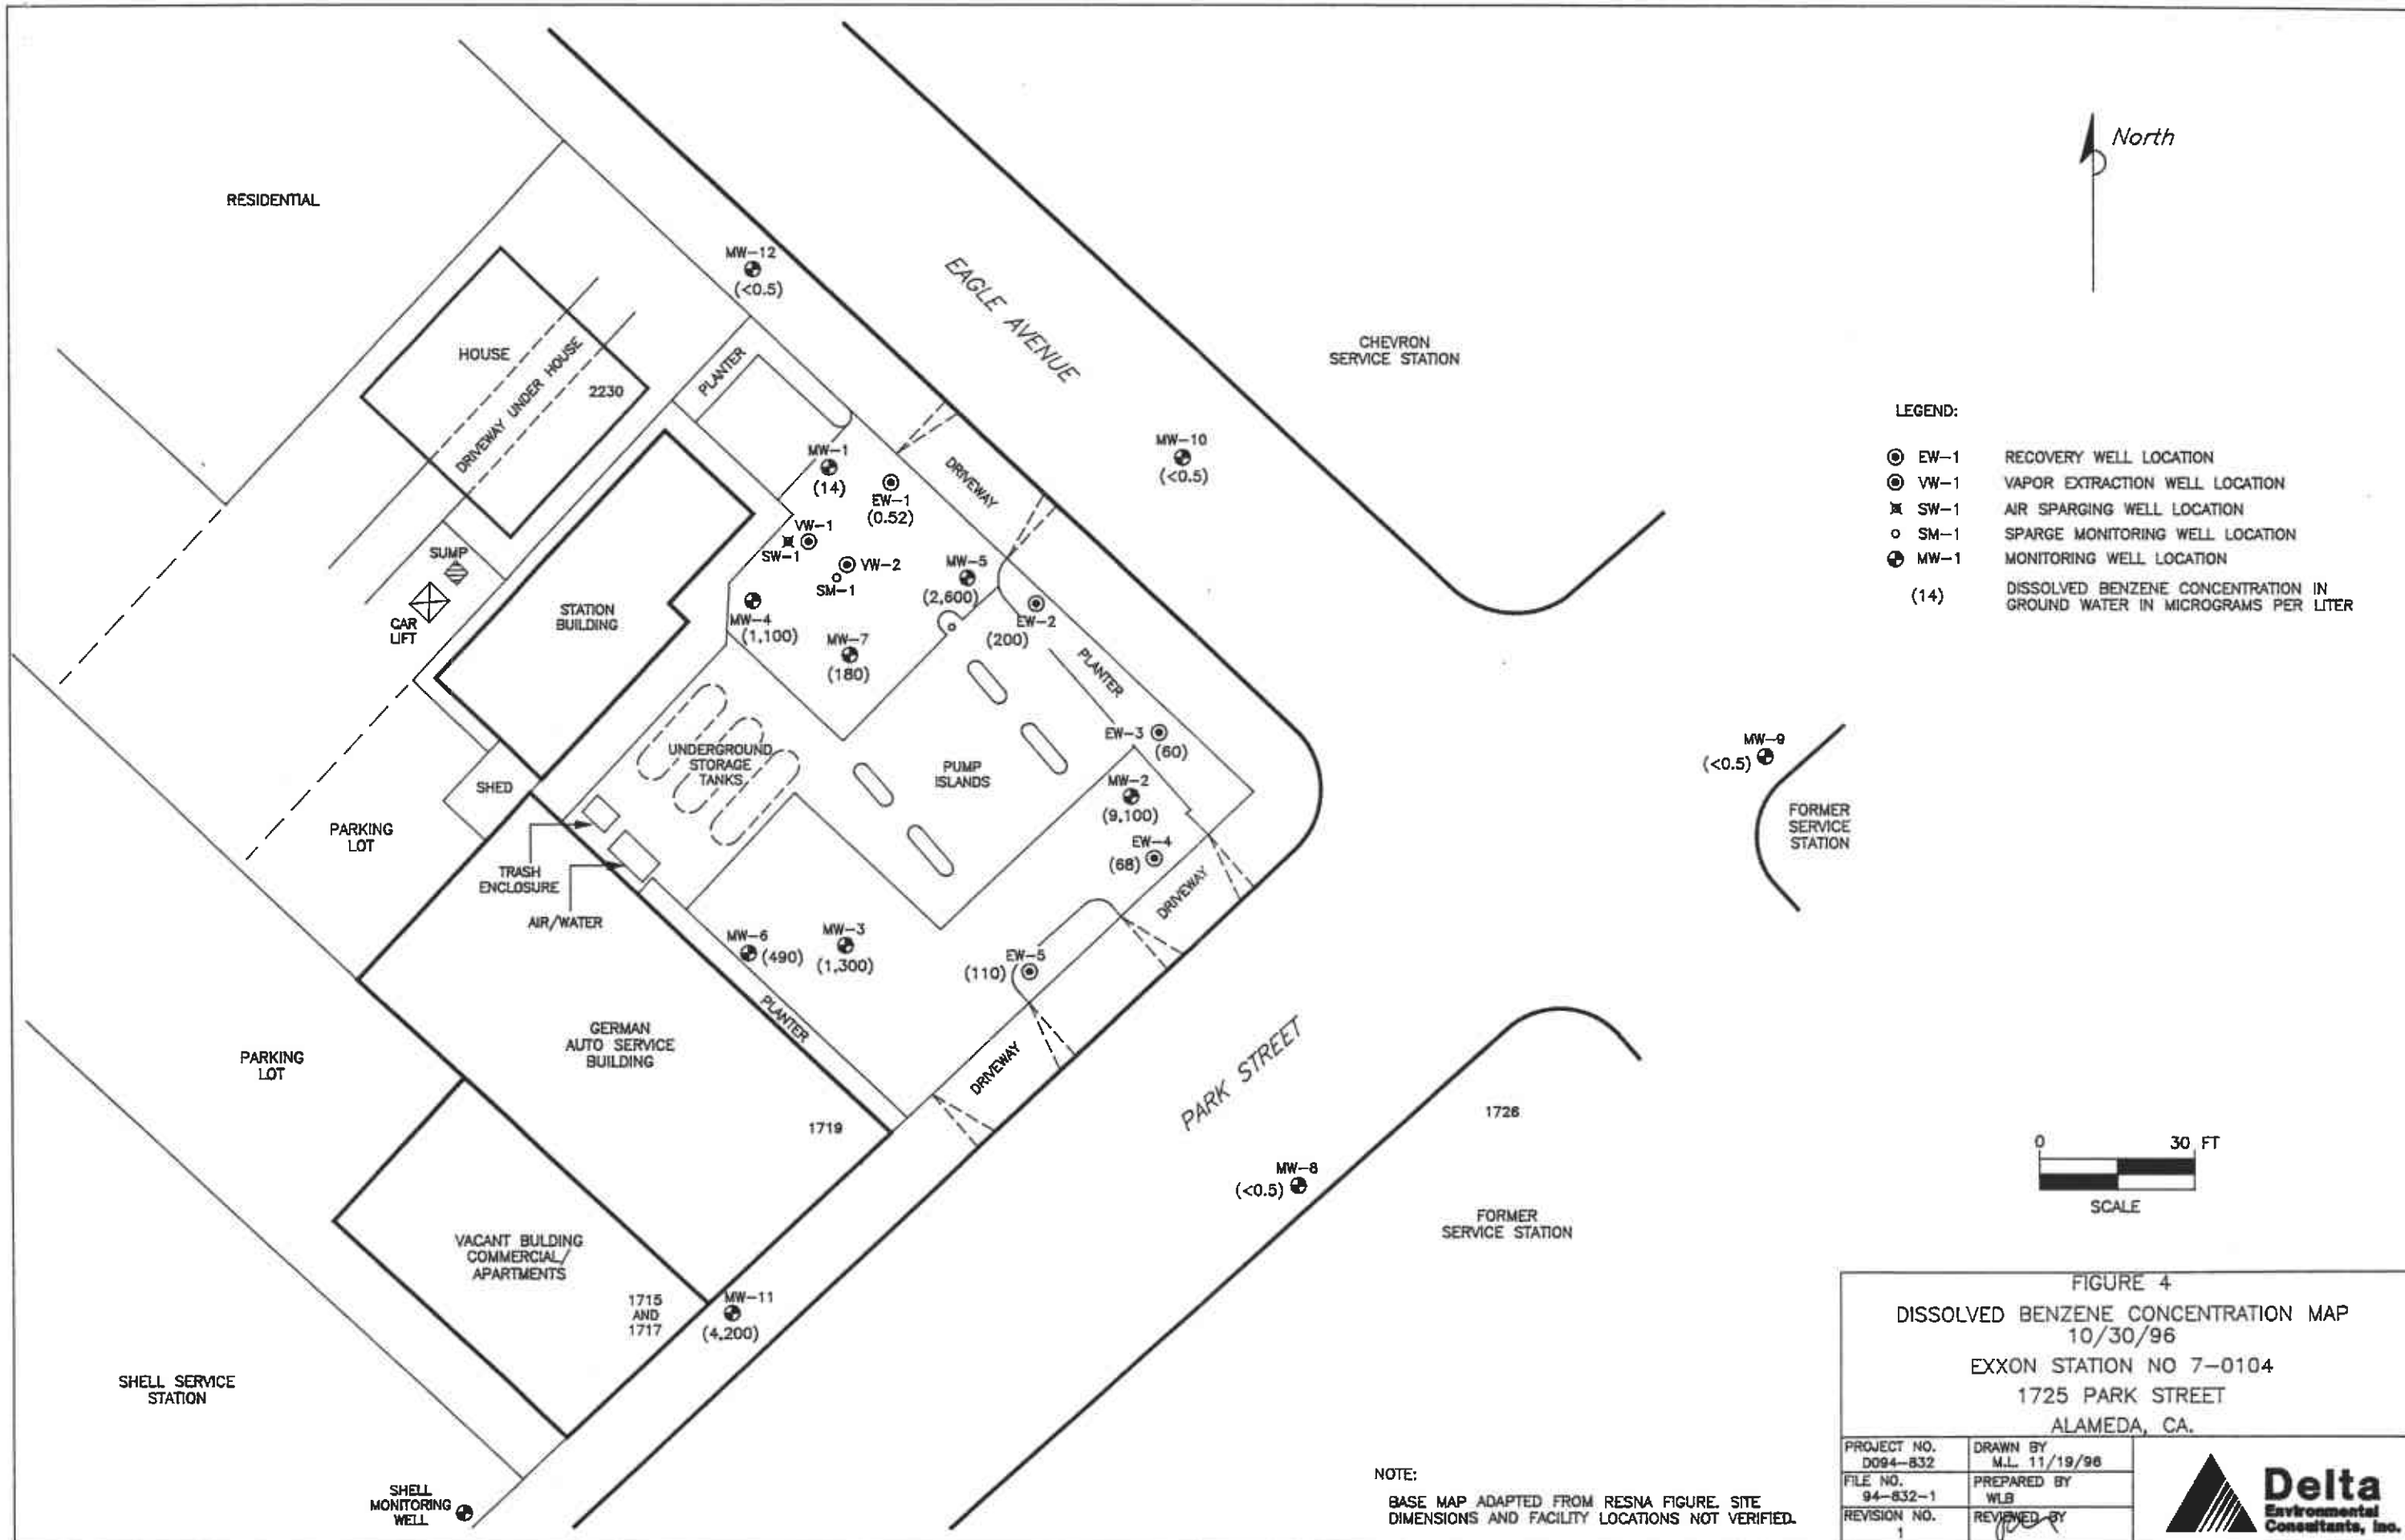 RESIDENTIAL
MW-12
(<0.5)
EAGLE AVENUE
North
CHEVRON
SERVICE STATION
HOUSE
DRIVEWAY UNDER HOUSE
2230
PLANTER
MW-1
(14)
EW-1
(0.52)
DRIVEWAY
MW-10
(<0.5)
LEGEND:
EW-1 RECOVERY WELL LOCATION
VW-1 VAPOR EXTRACTION WELL LOCATION
SW-1 AIR SPARGING WELL LOCATION
SM-1 SPARGE MONITORING WELL LOCATION
MW-1 MONITORING WELL LOCATION
(14) DISSOLVED BENZENE CONCENTRATION IN
GROUND WATER IN MICROGRAMS PER LITER
VW-1
SW-1
VW-2
SM-1
MW-5
(2,600)
SUMP
CAR
LIFT
STATION
BUILDING
MW-4
(1,100)
MW-7
(180)
EW-2
(200)
PLANTER
UNDERGROUND
STORAGE
TANKS
PUMP
ISLANDS
EW-3
(60)
MW-2
(9,100)
EW-4
(68)
DRIVEWAY
MW-9
(<0.5)
FORMER
SERVICE
STATION
SHED
PARKING
LOT
TRASH
ENCLOSURE
AIR/WATER
MW-6
(490)
MW-3
(1,300)
EW-5
(110)
PLANTER
GERMAN
AUTO SERVICE
BUILDING
PARKING
LOT
DRIVEWAY
PARK STREET
1719
1726
MW-8
(<0.5)
FORMER
SERVICE STATION
0 30 FT
SCALE
VACANT BULDING
COMMERCIAL/
APARTMENTS
1715
AND
1717
MW-11
(4,200)
SHELL SERVICE
STATION
SHELL
MONITORING
WELL
NOTE:
BASE MAP ADAPTED FROM RESNA FIGURE. SITE
DIMENSIONS AND FACILITY LOCATIONS NOT VERIFIED.
FIGURE 4
DISSOLVED BENZENE CONCENTRATION MAP
10/30/96
EXXON STATION NO 7-0104
1725 PARK STREET
ALAMEDA, CA.
PROJECT NO.
D094-832
DRAWN BY
M.L. 11/19/96
FILE NO.
94-832-1
PREPARED BY
WLB
REVISION NO.
1
REVIEWED BY
Delta
Environmental
Consultants, Inc.